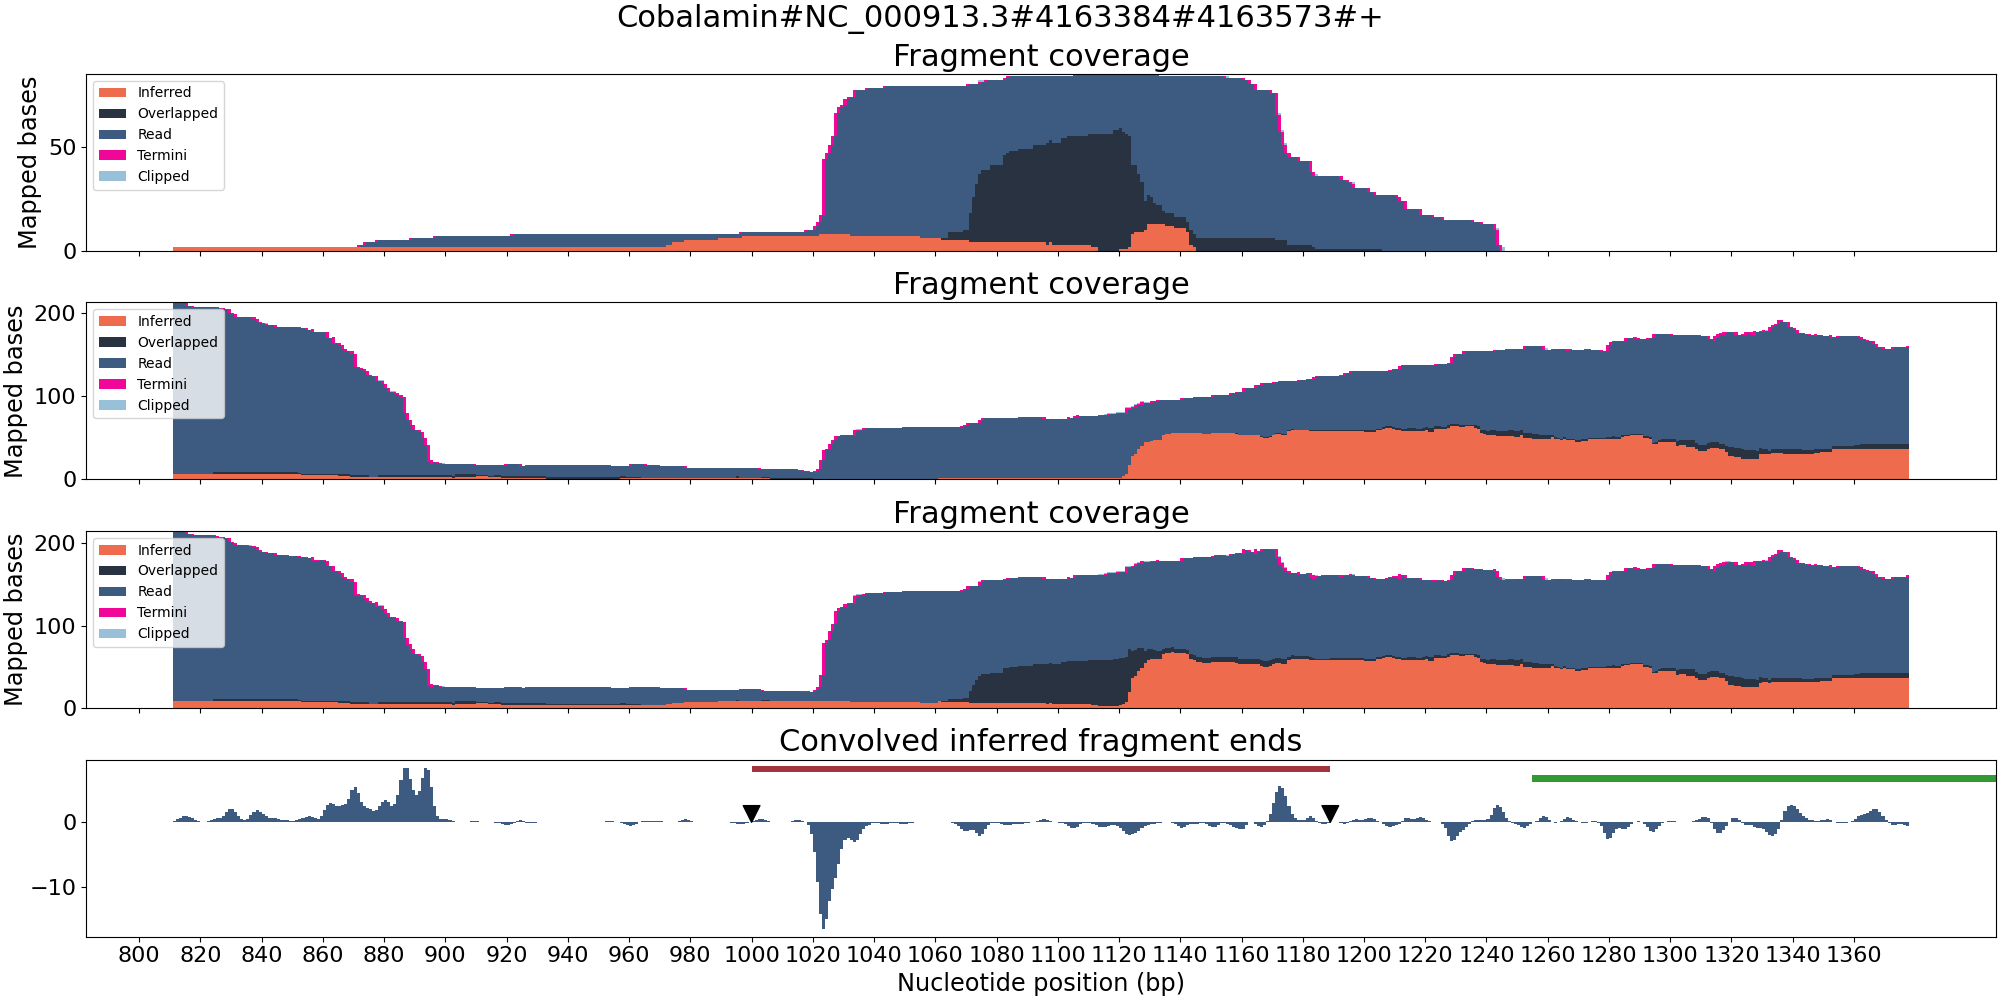 Cobalamin#NC_000913.3#4163384#4163573#+
Fragment coverage
Mapped bases
50
0
Inferred
Overlapped
Read
Termini
Clipped
Fragment coverage
Mapped bases
200
100
0
Inferred
Overlapped
Read
Termini
Clipped
Fragment coverage
Mapped bases
200
100
0
Inferred
Overlapped
Read
Termini
Clipped
Convolved inferred fragment ends
0
−10
800 820 840 860 880 900 920 940 960 980 1000 1020 1040 1060 1080 1100 1120 1140 1160 1180 1200 1220 1240 1260 1280 1300 1320 1340 1360
Nucleotide position (bp)